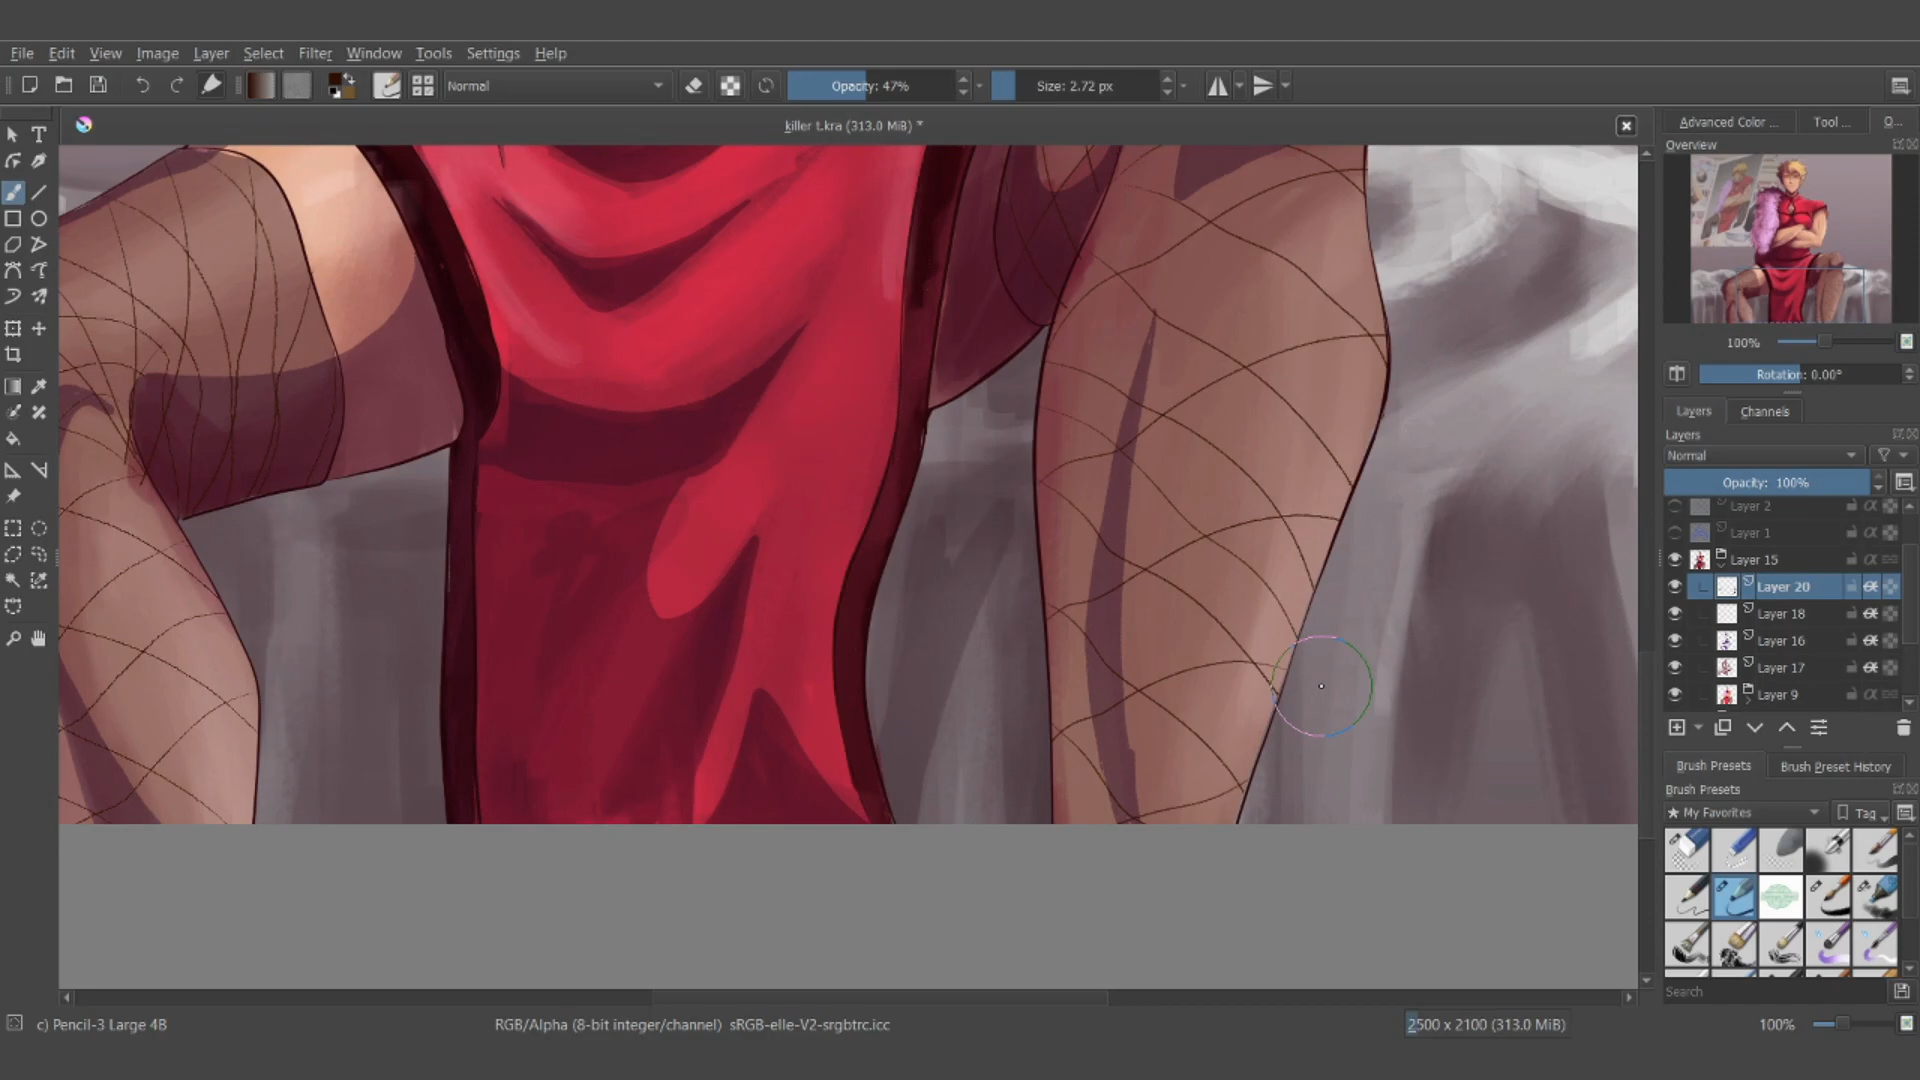 File Edit View Image Layer Select Filter Window Tools Settings Help
Normal Opacity: 47% Size: 2.72 px
killer t.kra (313.0 MiB) *
Advanced Color ... Tool ... O...
Overview
100%
Rotation: 0.00°
Layers Channels
Layers
Normal
Opacity: 100%
Layer 2
Layer 1
Layer 15
Layer 20
Layer 18
Layer 16
Layer 17
Layer 9
Brush Presets Brush Preset History
Brush Presets
★ My Favorites Tag
Search
c) Pencil-3 Large 4B RGB/Alpha (8-bit integer/channel) sRGB-elle-V2-srgbtrc.icc 2500 x 2100 (313.0 MiB) 100%